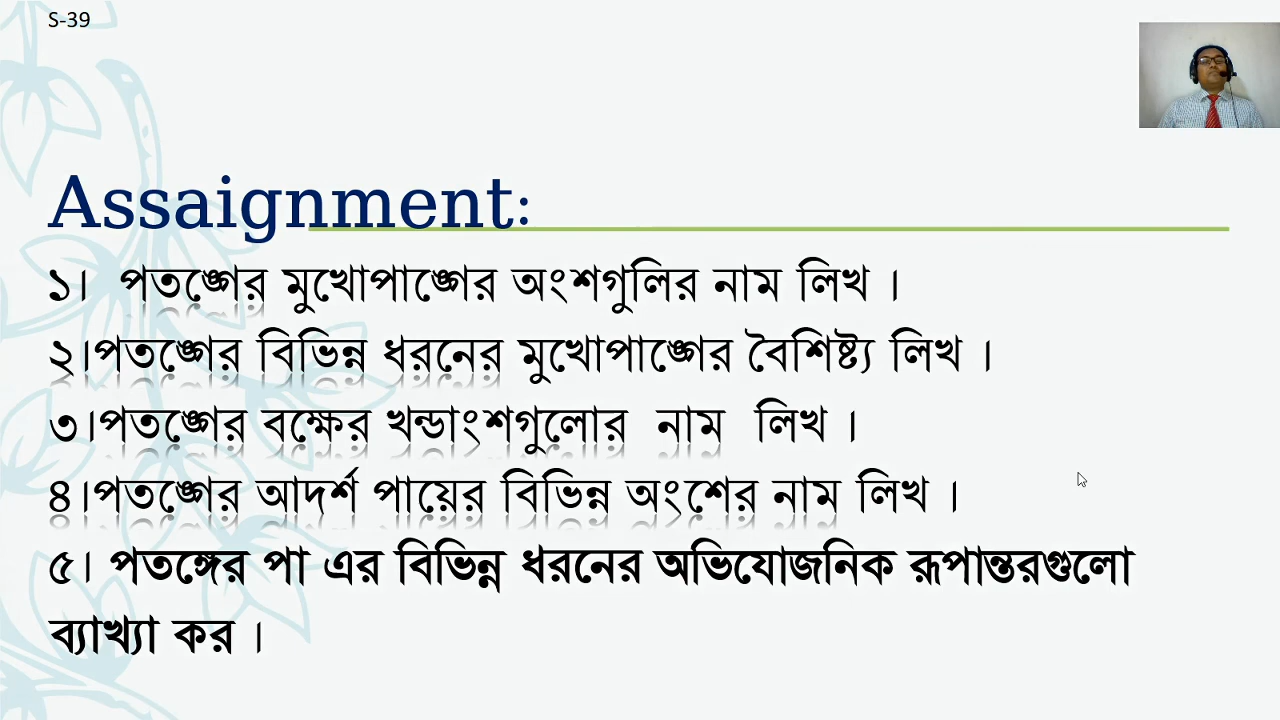 S-39
Assaignment:
১। পতঙ্গের মুখোপাঙ্গের অংশগুলির নাম লিখ ।
২।পতঙ্গের বিভিন্ন ধরনের মুখোপাঙ্গের বৈশিষ্ট্য লিখ ।
৩।পতঙ্গের বক্ষের খন্ডাংশগুলোর নাম লিখ ।
৪।পতঙ্গের আদর্শ পায়ের বিভিন্ন অংশের নাম লিখ ।
৫। পতঙ্গের পা এর বিভিন্ন ধরনের অভিযোজনিক রূপান্তরগুলো
ব্যাখ্যা কর ।